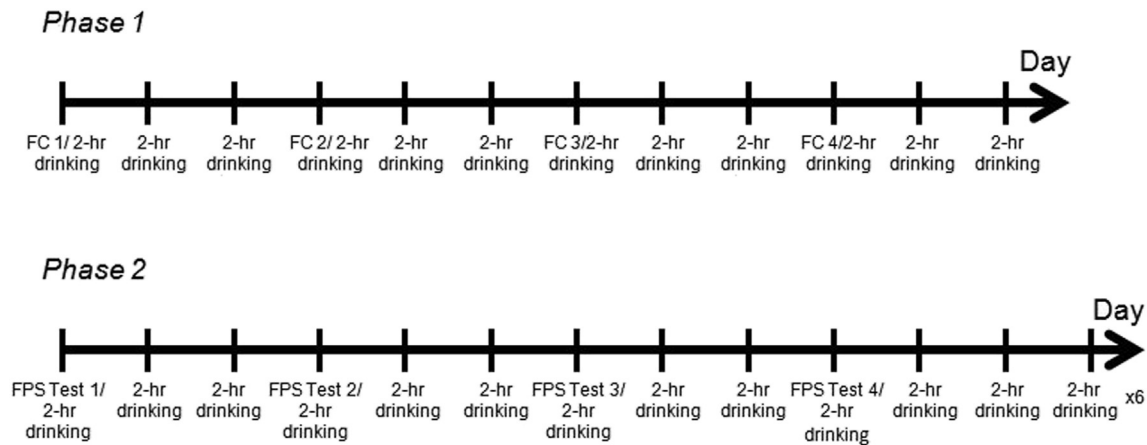 Phase 1
Day
FC 1/ 2-hr drinking
2-hr drinking
2-hr drinking
FC 2/ 2-hr drinking
2-hr drinking
2-hr drinking
FC 3/2-hr drinking
2-hr drinking
2-hr drinking
FC 4/2-hr drinking
2-hr drinking
2-hr drinking
Phase 2
Day
FPS Test 1/ 2-hr drinking
2-hr drinking
2-hr drinking
FPS Test 2/ 2-hr drinking
2-hr drinking
2-hr drinking
FPS Test 3/ 2-hr drinking
2-hr drinking
2-hr drinking
FPS Test 4/ 2-hr drinking
2-hr drinking
2-hr drinking
2-hr drinking
x6